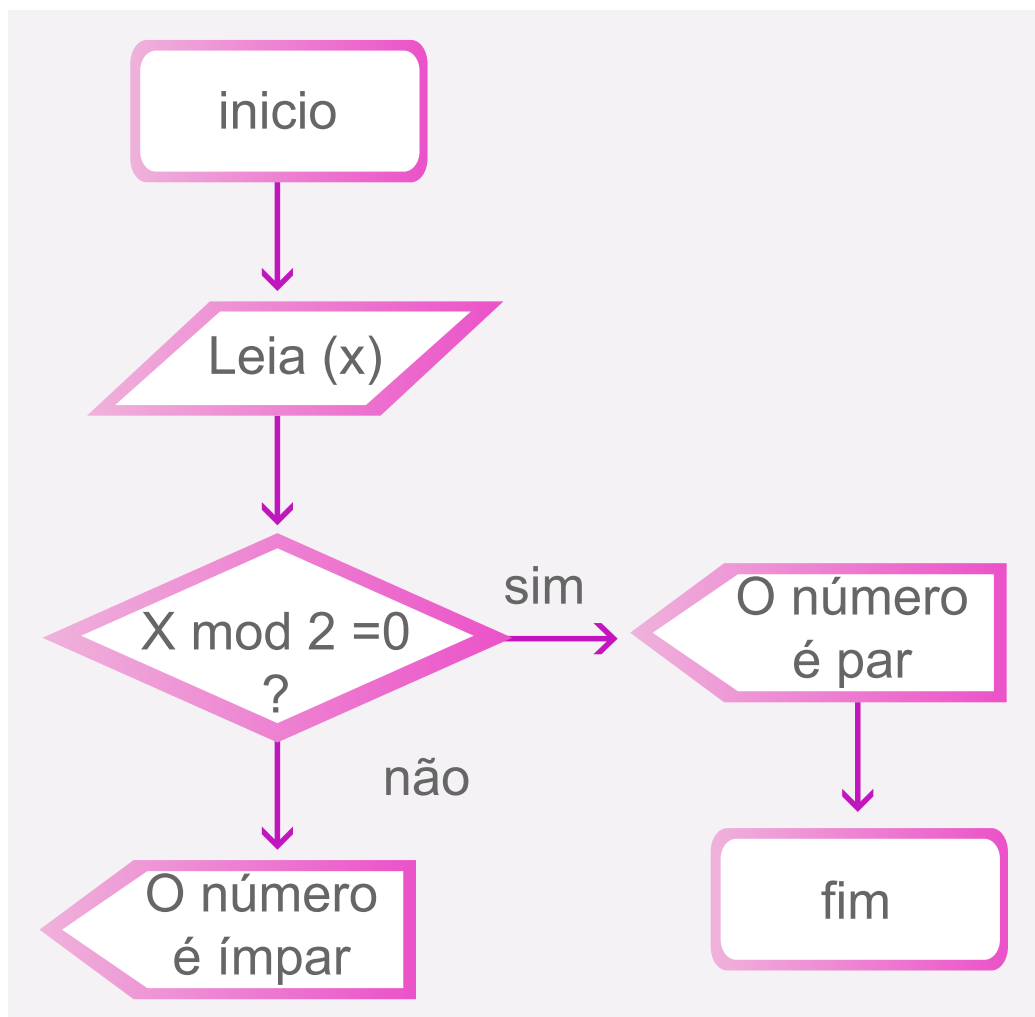 inicio
Leia (x)
X mod 2 =0
?
sim
O número
é par
não
O número
é ímpar
fim